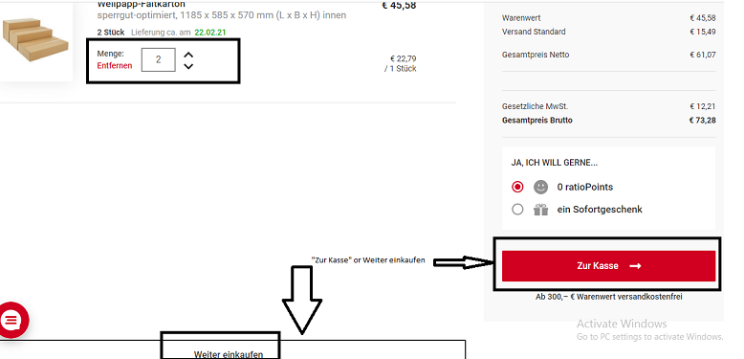 Wellpapp-Faltkarton
€ 45,58
sperrgut-optimiert, 1185 x 585 x 570 mm (L x B x H) innen
2 Stück Lieferung ca. am 22.02.21
Menge:
Entfernen
2
€ 22,79
/ 1 Stück
Warenwert € 45,58
Versand Standard € 15,49
Gesamtpreis Netto € 61,07
Gesetzliche MwSt. € 12,21
Gesamtpreis Brutto € 73,28
JA, ICH WILL GERNE...
0 ratioPoints
ein Sofortgeschenk
"Zur Kasse" or Weiter einkaufen
Zur Kasse →
Ab 300,– € Warenwert versandkostenfrei
Weiter einkaufen
Activate Windows
Go to PC settings to activate Windows.